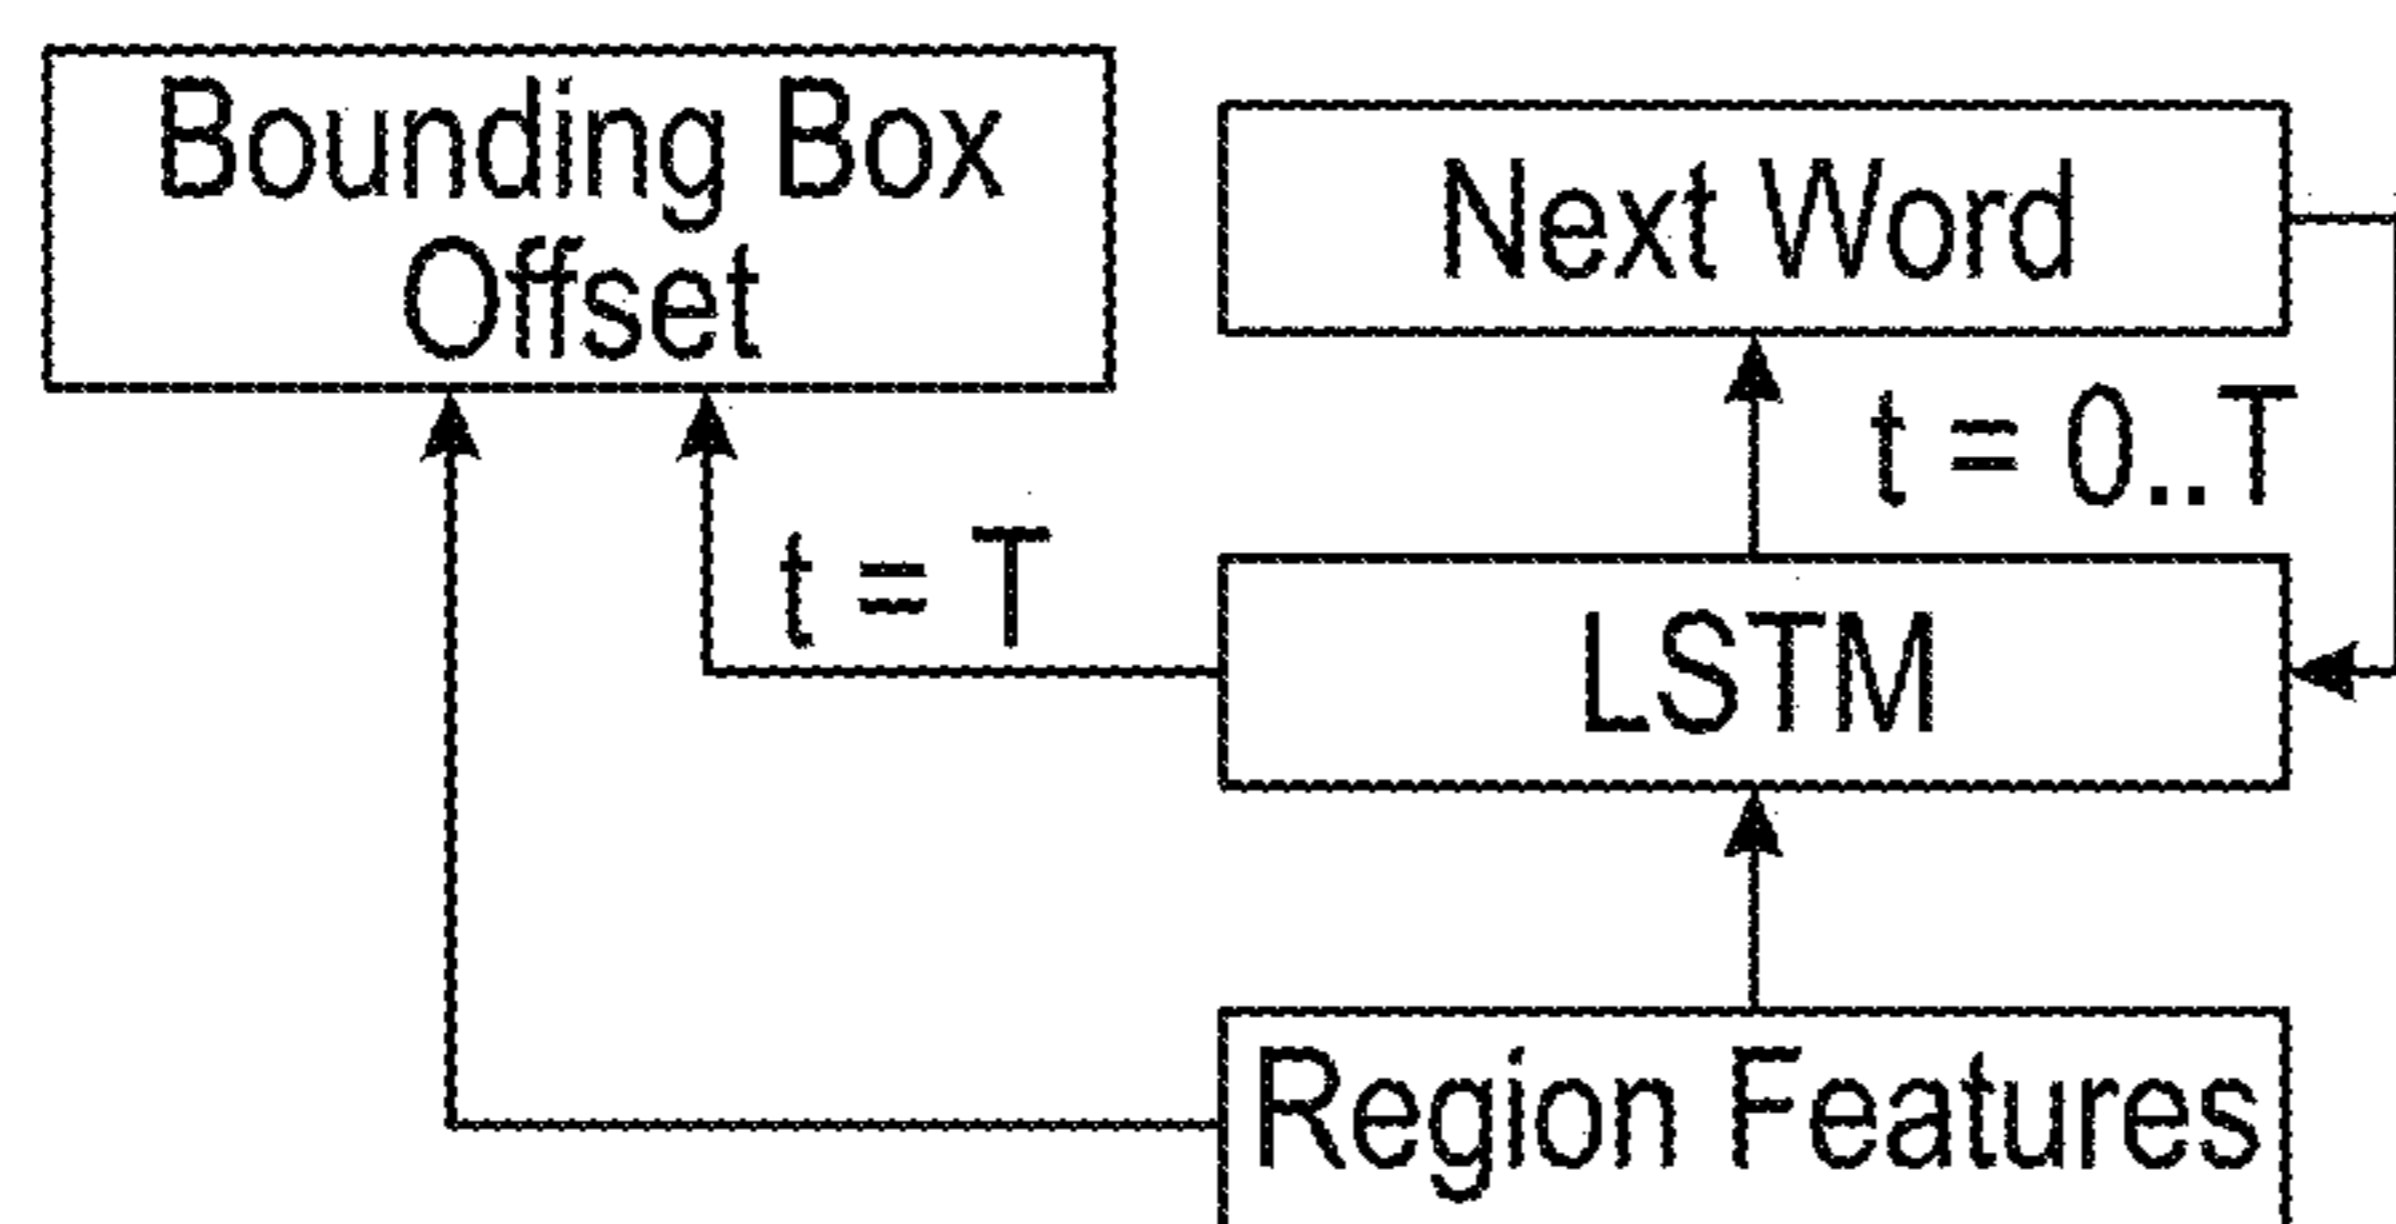 Bounding Box
Offset
Next Word
t = 0..T
t = T
LSTM
Region Features